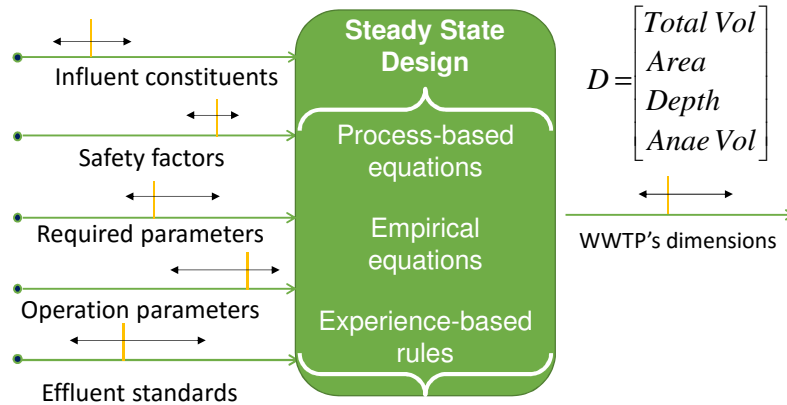 Influent constituents
Safety factors
Required parameters
Operation parameters
Effluent standards
Steady State
Design
Process-based
equations
Empirical
equations
Experience-based
rules
D = [Total Vol
Area
Depth
Anae Vol]
WWTP's dimensions